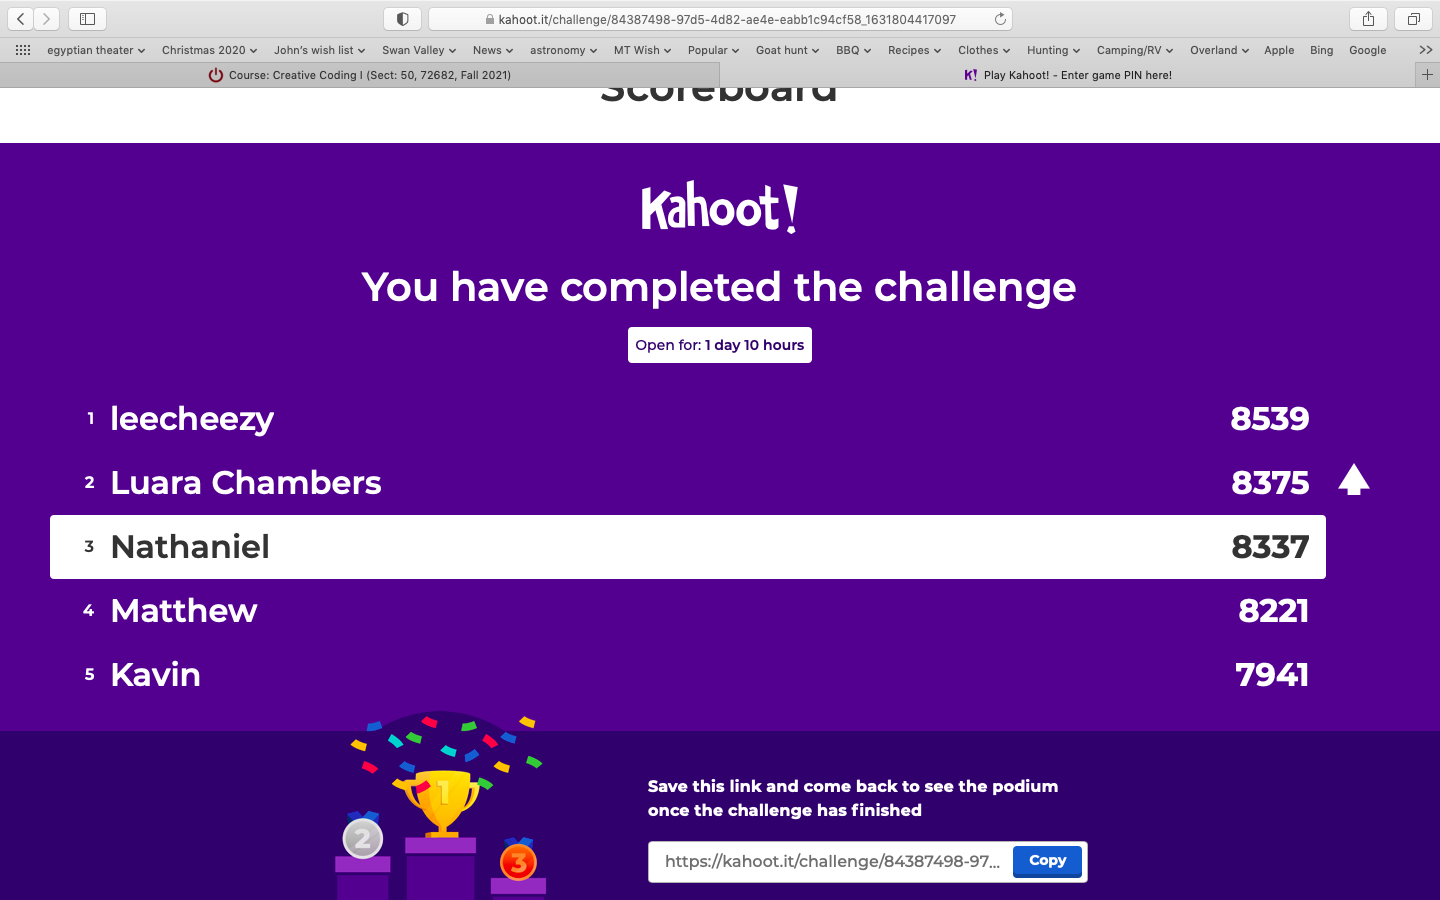 kahoot.it/challenge/84387498-97d5-4d82-ae4e-eabb1c94cf58_1631804417097
egyptian theater Christmas 2020 John's wish list Swan Valley News astronomy MT Wish Popular Goat hunt BBQ Recipes Clothes Hunting Camping/RV Overland Apple Bing Google
Course: Creative Coding I (Sect: 50, 72682, Fall 2021) K! Play Kahoot! - Enter game PIN here!
Scoreboard
Kahoot!
You have completed the challenge
Open for: 1 day 10 hours
1 leecheezy 8539
2 Luara Chambers 8375
3 Nathaniel 8337
4 Matthew 8221
5 Kavin 7941
1
2
3
Save this link and come back to see the podium
once the challenge has finished
https://kahoot.it/challenge/84387498-97... Copy